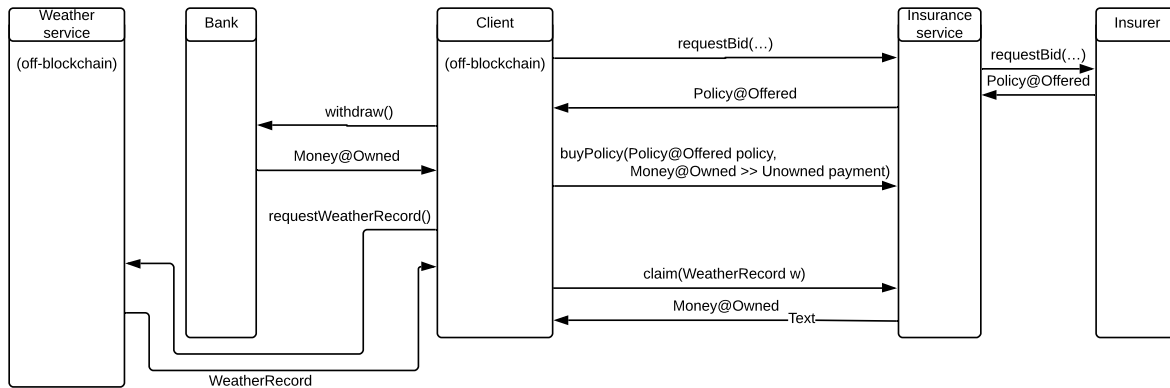 Weather
service
Bank
Client
Insurance
service
Insurer
(off-blockchain)
(off-blockchain)
requestBid(…)
requestBid(…)
Policy@Offered
Policy@Offered
withdraw()
Money@Owned
buyPolicy(Policy@Offered policy,
Money@Owned >> Unowned payment)
requestWeatherRecord()
claim(WeatherRecord w)
Money@Owned
Text
WeatherRecord